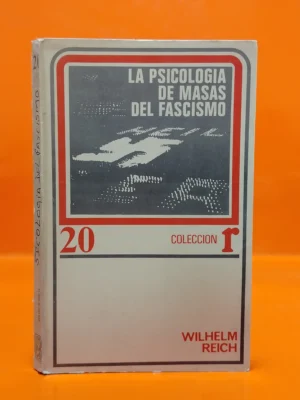 LA PSICOLOGIA
DE MASAS
DEL FASCISMO
HEIL
20
COLECCION r
WILHELM
REICH